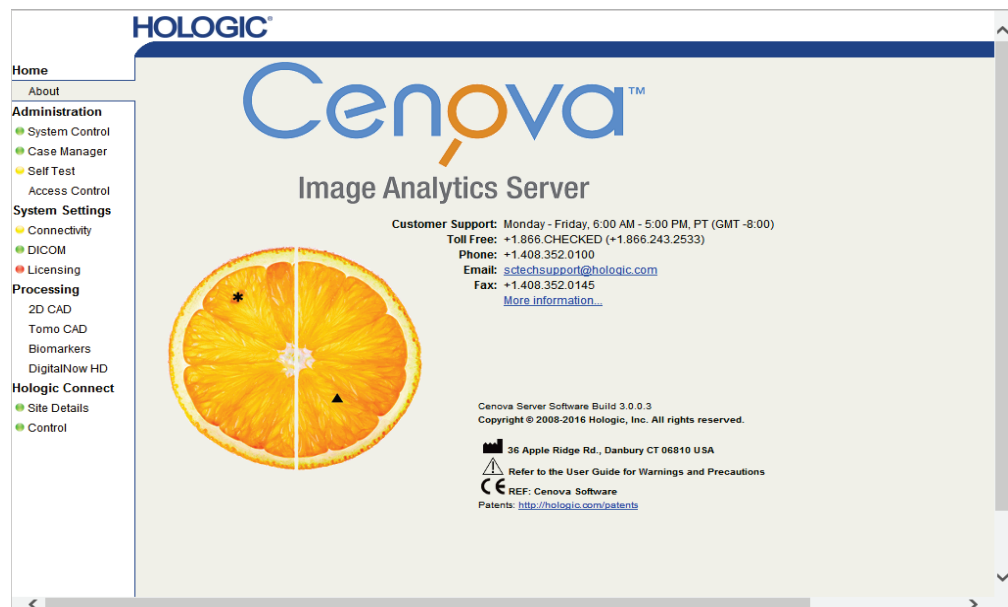 HOLOGIC®
Home
About
Administration
System Control
Case Manager
Self Test
Access Control
System Settings
Connectivity
DICOM
Licensing
Processing
2D CAD
Tomo CAD
Biomarkers
DigitalNow HD
Hologic Connect
Site Details
Control
Cenova™
Image Analytics Server
Customer Support: Monday - Friday, 6:00 AM - 5:00 PM, PT (GMT -8:00)
Toll Free: +1.866.CHECKED (+1.866.243.2533)
Phone: +1.408.352.0100
Email: sctechsupport@hologic.com
Fax: +1.408.352.0145
More information...
Cenova Server Software Build 3.0.0.3
Copyright © 2008-2016 Hologic, Inc. All rights reserved.
36 Apple Ridge Rd., Danbury CT 06810 USA
Refer to the User Guide for Warnings and Precautions
CE REF: Cenova Software
Patents: http://hologic.com/patents